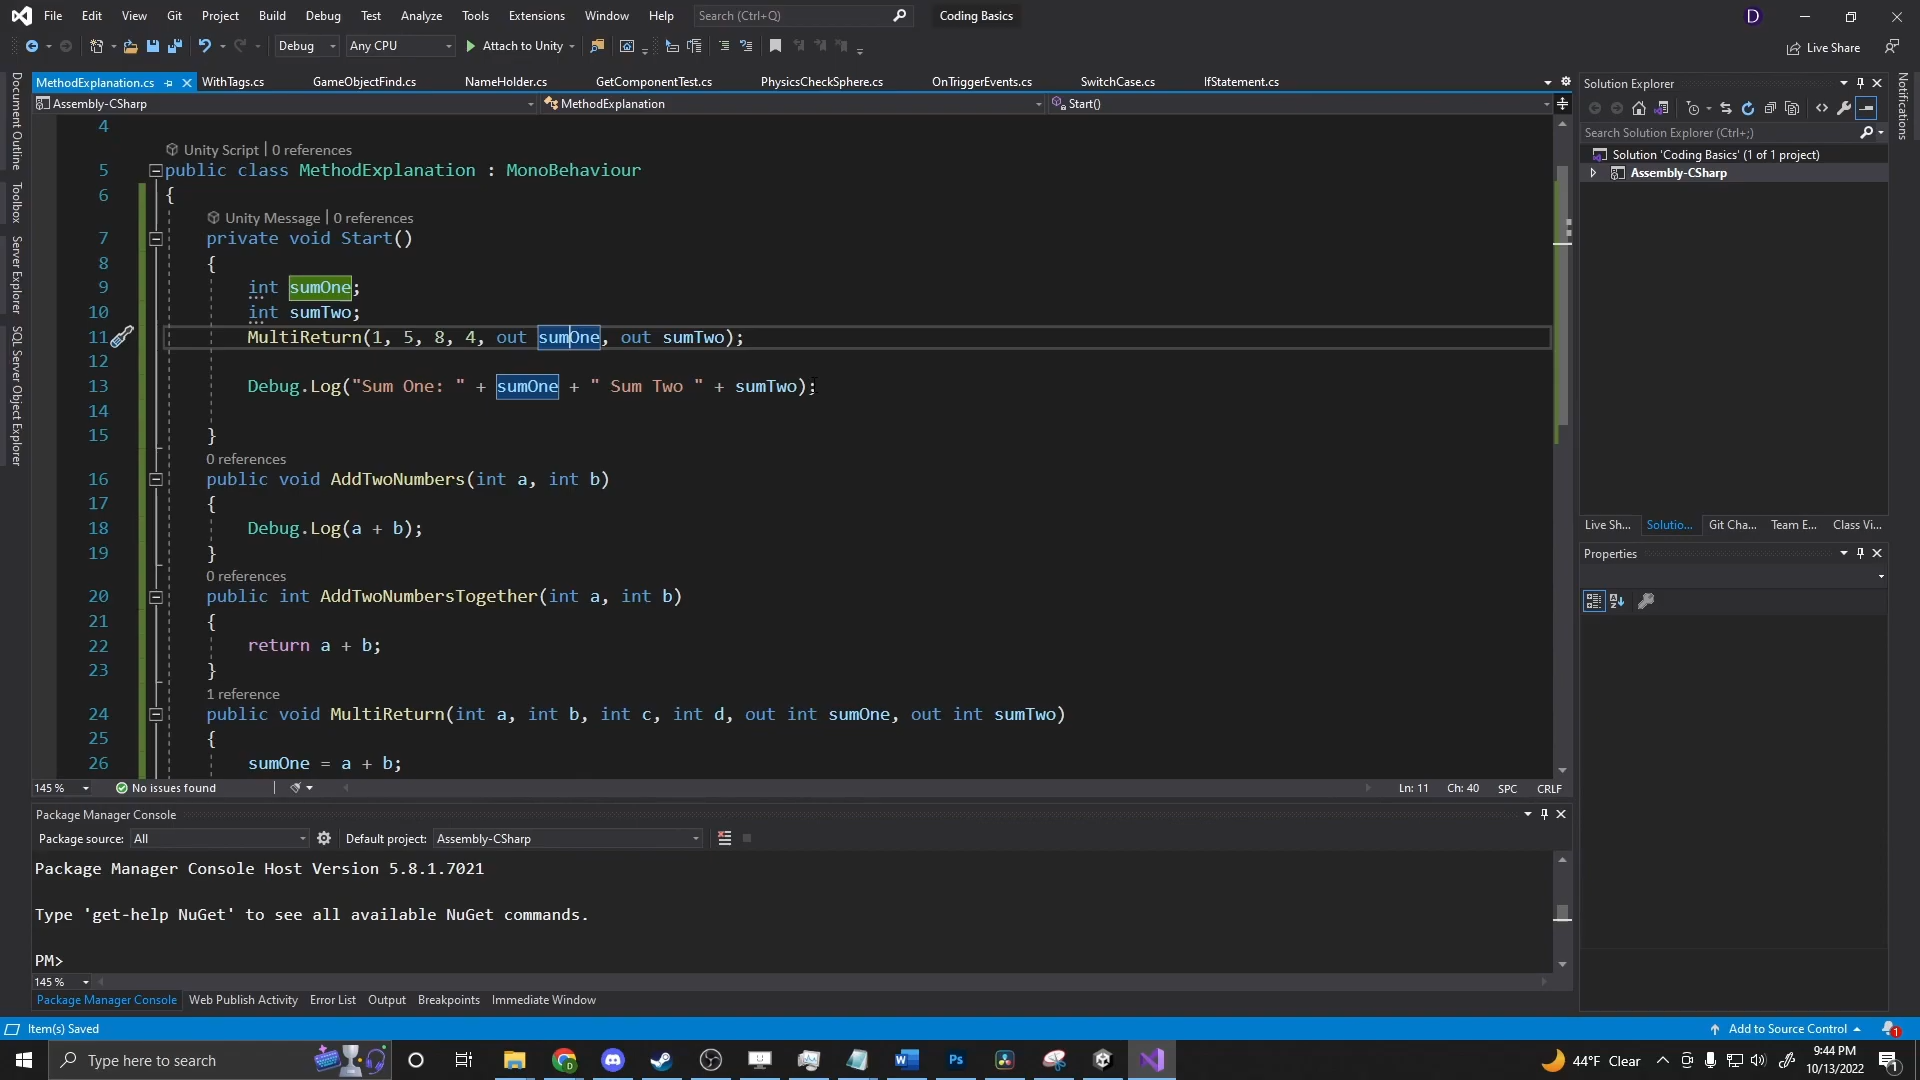 File Edit View Git Project Build Debug Test Analyze Tools Extensions Window Help Search (Ctrl+Q) Coding Basics D
Debug Any CPU Attach to Unity Live Share
MethodExplanation.cs WithTags.cs GameObjectFind.cs NameHolder.cs GetComponentTest.cs PhysicsCheckSphere.cs OnTriggerEvents.cs SwitchCase.cs IfStatement.cs
Assembly-CSharp MethodExplanation Start()
Document Outline
Toolbox
Server Explorer
SQL Server Object Explorer
4
Unity Script | 0 references
5 public class MethodExplanation : MonoBehaviour
6 {
Unity Message | 0 references
7 private void Start()
8 {
9 int sumOne;
10 int sumTwo;
11 MultiReturn(1, 5, 8, 4, out sumOne, out sumTwo);
12
13 Debug.Log("Sum One: " + sumOne + " Sum Two " + sumTwo);
14
15 }
0 references
16 public void AddTwoNumbers(int a, int b)
17 {
18 Debug.Log(a + b);
19 }
0 references
20 public int AddTwoNumbersTogether(int a, int b)
21 {
22 return a + b;
23 }
1 reference
24 public void MultiReturn(int a, int b, int c, int d, out int sumOne, out int sumTwo)
25 {
26 sumOne = a + b;
145 % No issues found Ln: 11 Ch: 40 SPC CRLF
Package Manager Console
Package source: All Default project: Assembly-CSharp
Package Manager Console Host Version 5.8.1.7021
Type 'get-help NuGet' to see all available NuGet commands.
PM>
145 %
Package Manager Console Web Publish Activity Error List Output Breakpoints Immediate Window
Solution Explorer
Search Solution Explorer (Ctrl+;)
Solution 'Coding Basics' (1 of 1 project)
Assembly-CSharp
Live Sh... Solutio... Git Cha... Team E... Class Vi...
Properties
Notifications
Item(s) Saved Add to Source Control 1
Type here to search 44°F Clear 9:44 PM
10/13/2022 1